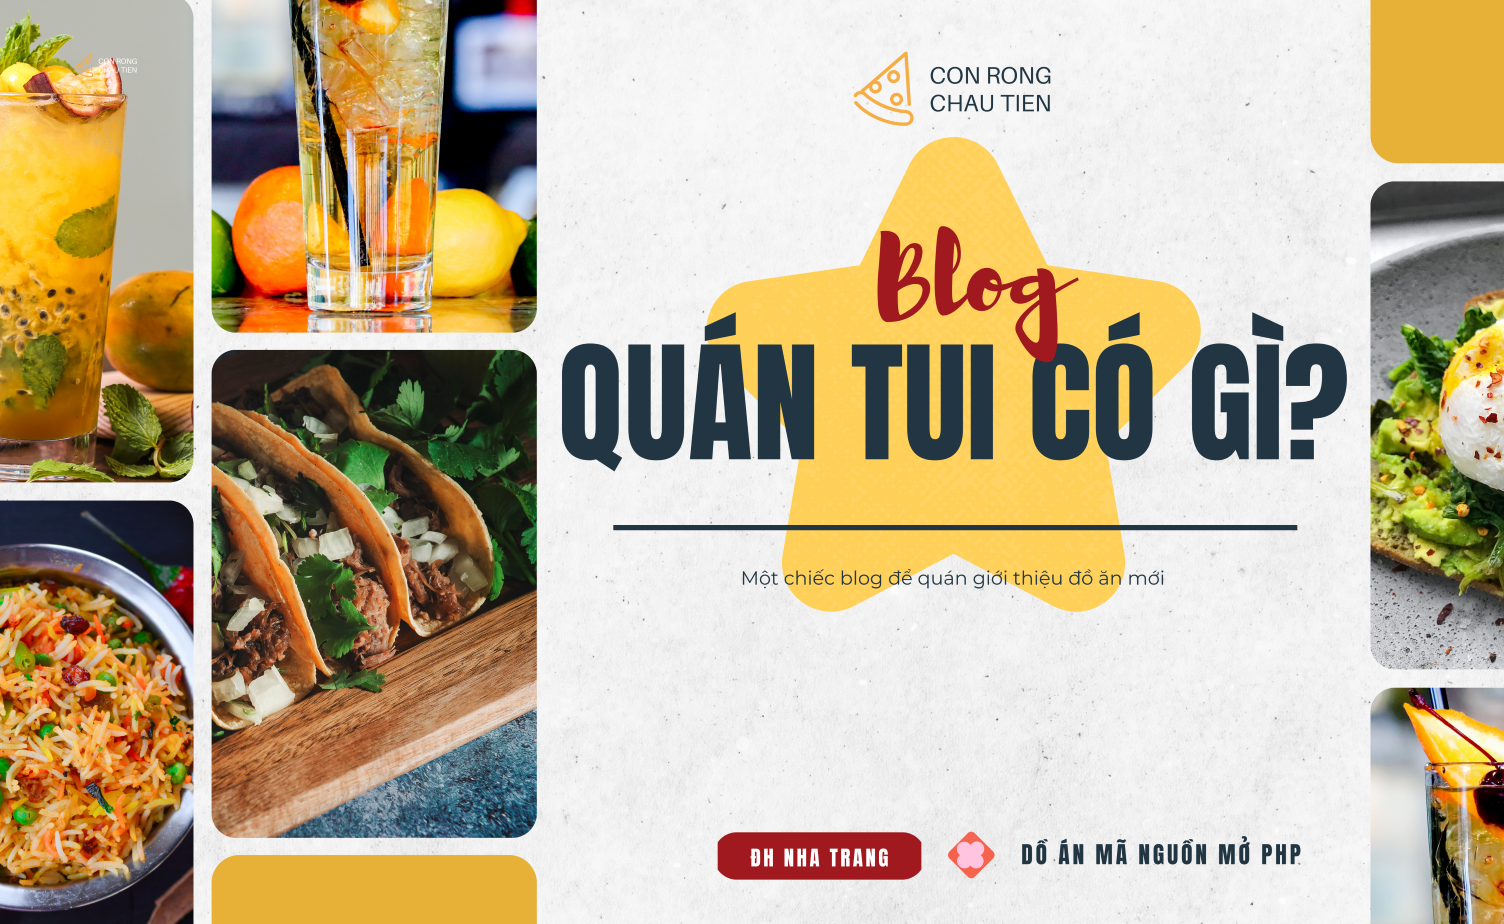 CON RONG
CHAU TIEN
CON RONG
CHAU TIEN
Blog
QUÁN TUI CÓ GÌ?
Một chiếc blog để quán giới thiệu đồ ăn mới
ĐH NHA TRANG
DỒ ÁN MÃ NGUỒN MỞ PHP